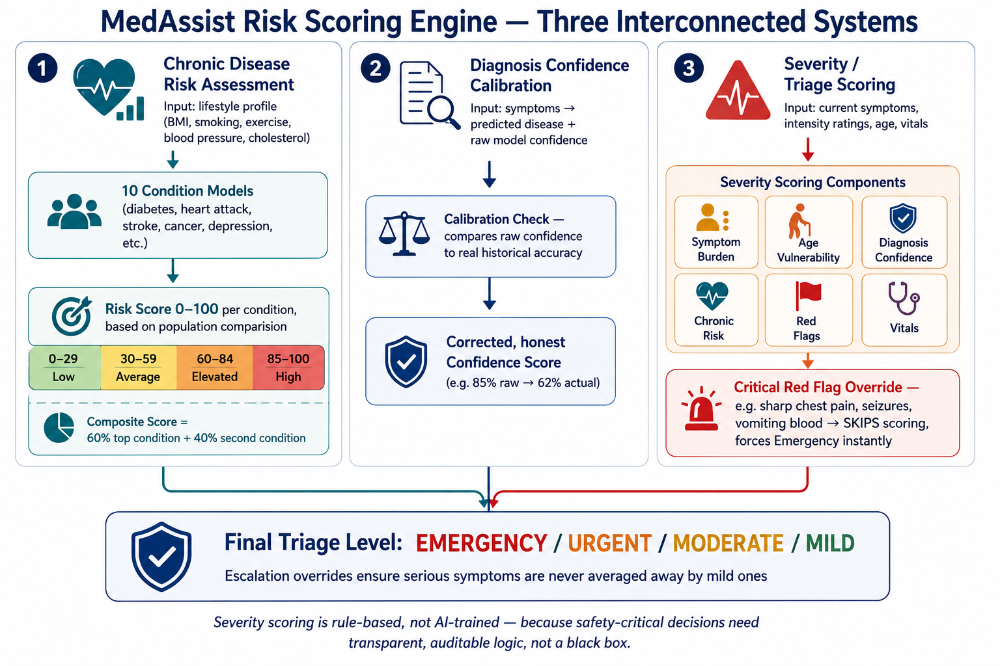 MedAssist Risk Scoring Engine — Three Interconnected Systems
1
Chronic Disease
Risk Assessment
Input: lifestyle profile
(BMI, smoking, exercise,
blood pressure, cholesterol)
10 Condition Models
(diabetes, heart attack,
stroke, cancer, depression,
etc.)
Risk Score 0–100 per condition,
based on population comparision
0–29
Low
30–59
Average
60–84
Elevated
85–100
High
Composite Score =
60% top condition + 40% second condition
2
Diagnosis Confidence
Calibration
Input: symptoms →
predicted disease +
raw model confidence
Calibration Check —
compares raw confidence
to real historical accuracy
Corrected, honest
Confidence Score
(e.g. 85% raw → 62% actual)
3
Severity /
Triage Scoring
Input: current symptoms,
intensity ratings, age, vitals
Severity Scoring Components
Symptom
Burden
Age
Vulnerability
Diagnosis
Confidence
Chronic
Risk
Red
Flags
Vitals
Critical Red Flag Override —
e.g. sharp chest pain, seizures,
vomiting blood → SKIPS scoring,
forces Emergency instantly
Final Triage Level: EMERGENCY / URGENT / MODERATE / MILD
Escalation overrides ensure serious symptoms are never averaged away by mild ones
Severity scoring is rule-based, not AI-trained — because safety-critical decisions need
transparent, auditable logic, not a black box.